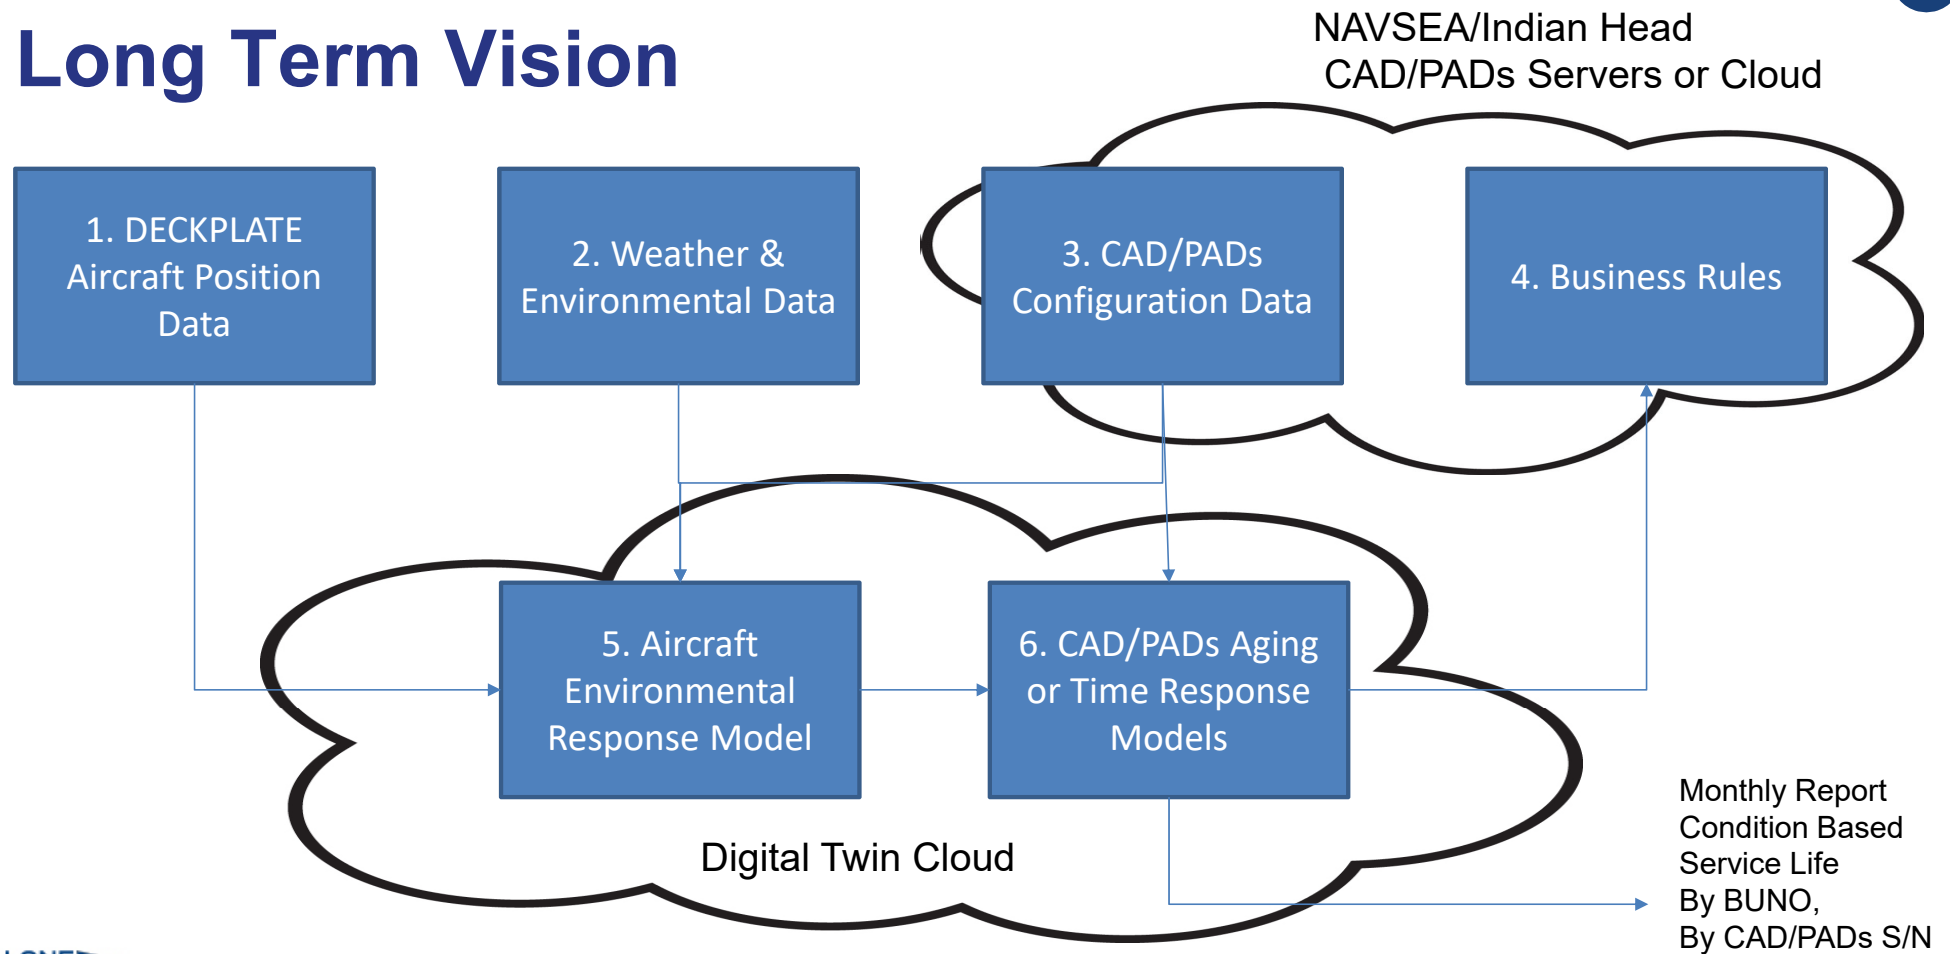 Long Term Vision
NAVSEA/Indian Head
CAD/PADs Servers or Cloud
1. DECKPLATE
Aircraft Position
Data
2. Weather &
Environmental Data
3. CAD/PADs
Configuration Data
4. Business Rules
5. Aircraft
Environmental
Response Model
6. CAD/PADs Aging
or Time Response
Models
Digital Twin Cloud
Monthly Report
Condition Based
Service Life
By BUNO,
By CAD/PADs S/N